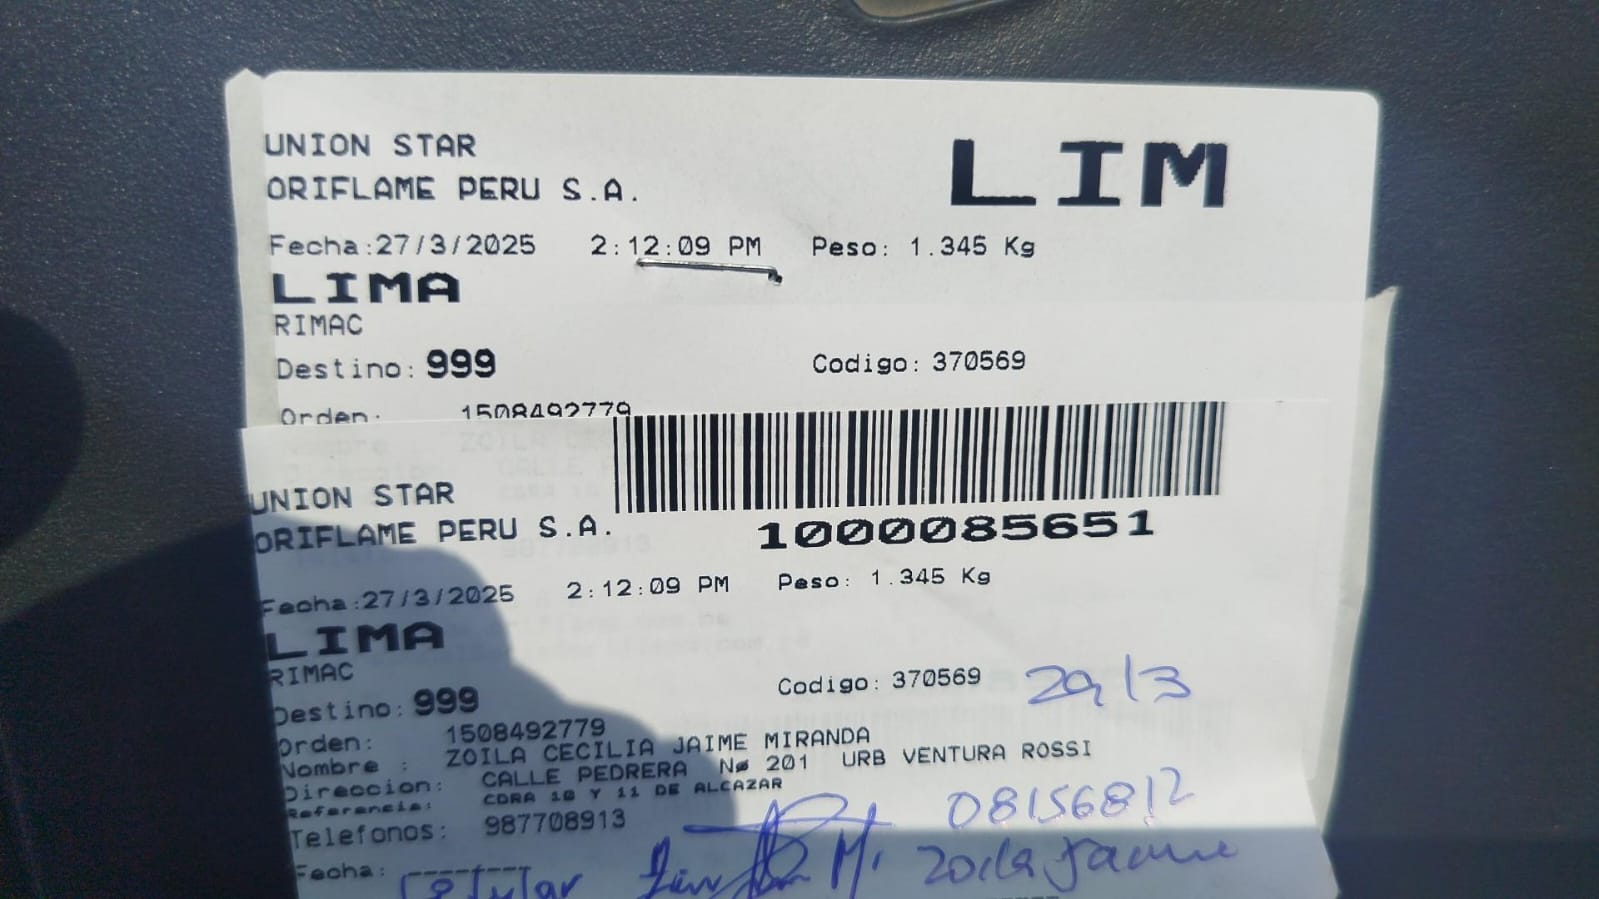 UNION STAR
LIM
ORIFLAME PERU S.A.
Fecha:27/3/2025 2:12:09 PM Peso: 1.345 Kg
LIMA
RIMAC
Destino: 999 Codigo: 370569
Orden: 1508492779
UNION STAR
ORIFLAME PERU S.A. 1000085651
Fecha:27/3/2025 2:12:09 PM Peso: 1.345 Kg
LIMA
RIMAC
Codigo: 370569 29/3
Destino: 999
Orden: 1508492779
Nombre : ZOILA CECILIA JAIME MIRANDA
Direccion: CALLE PEDRERA Nø 201 URB VENTURA ROSSI
Referencia: CDRA 10 Y 11 DE ALCAZAR
Telefonos: 987708913 08156812
Fecha: --------
Zoila Jaime